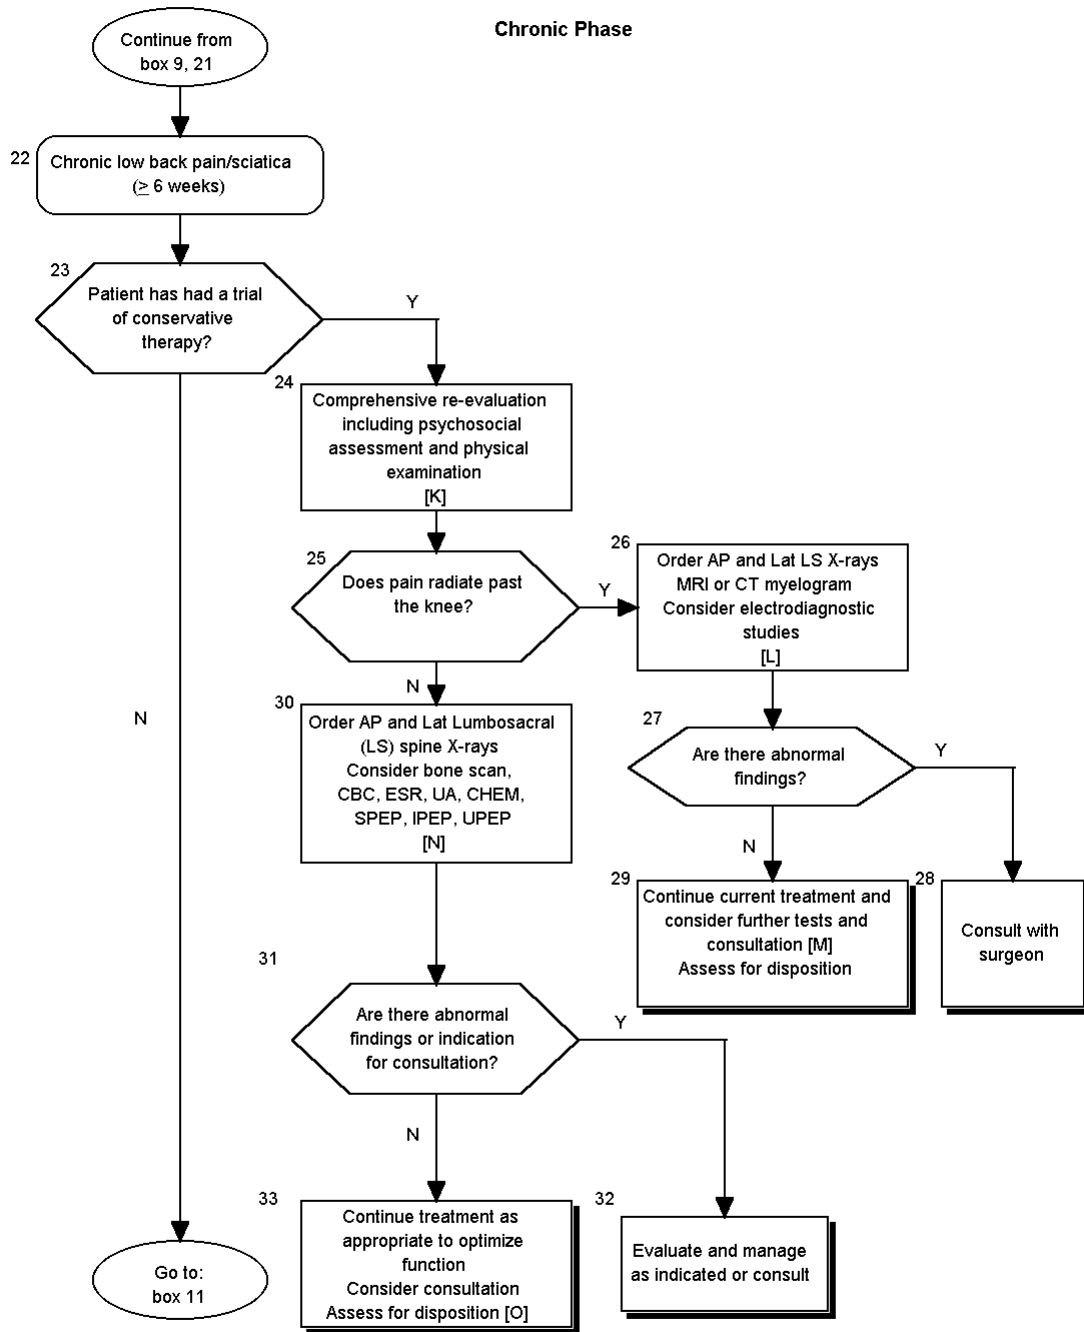 Chronic Phase
Continue from
box 9, 21
22
Chronic low back pain/sciatica
(≥ 6 weeks)
23
Patient has had a trial
of conservative
therapy?
Y
24
Comprehensive re-evaluation
including psychosocial
assessment and physical
examination
[K]
25
Does pain radiate past
the knee?
Y
26
Order AP and Lat LS X-rays
MRI or CT myelogram
Consider electrodiagnostic
studies
[L]
N
N
30
Order AP and Lat Lumbosacral
(LS) spine X-rays
Consider bone scan,
CBC, ESR, UA, CHEM,
SPEP, IPEP, UPEP
[N]
27
Are there abnormal
findings?
Y
N
29
Continue current treatment and
consider further tests and
consultation [M]
Assess for disposition
28
Consult with
surgeon
31
Are there abnormal
findings or indication
for consultation?
Y
N
33
Continue treatment as
appropriate to optimize
function
Consider consultation
Assess for disposition [O]
32
Evaluate and manage
as indicated or consult
Go to:
box 11